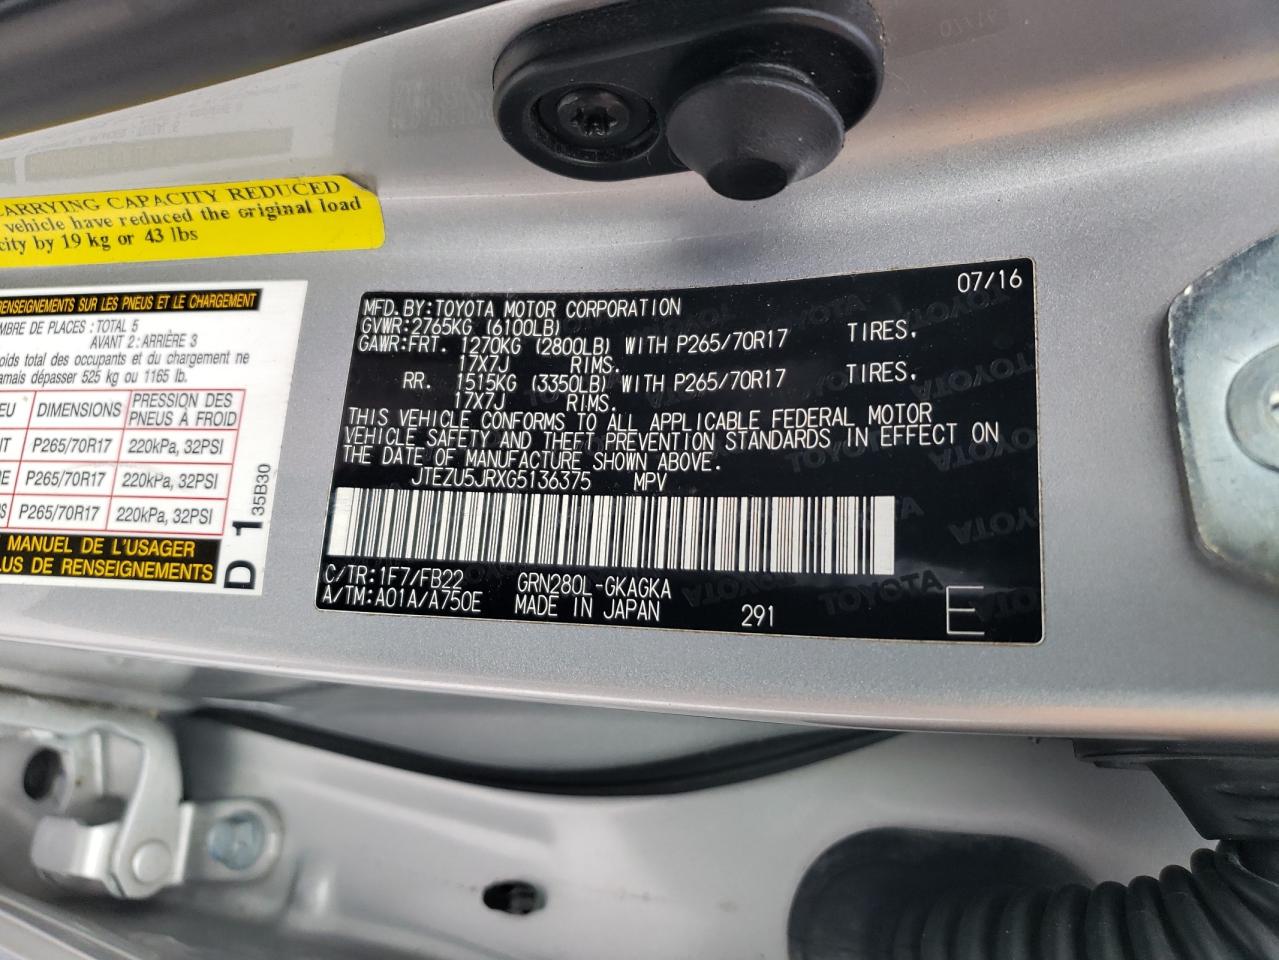 ARRYING CAPACITY REDUCED
vehicle have reduced the original load
city by 19 kg or 43 lbs
RENSEIGNEMENTS SUR LES PNEUS ET LE CHARGEMENT
MBRE DE PLACES : TOTAL 5
AVANT 2 : ARRIÈRE 3
oids total des occupants et du chargement ne
amais dépasser 525 kg ou 1165 lb.
EU DIMENSIONS PRESSION DES PNEUS À FROID
NT P265/70R17 220kPa, 32PSI
RE P265/70R17 220kPa, 32PSI
S P265/70R17 220kPa, 32PSI
MANUEL DE L'USAGER
LUS DE RENSEIGNEMENTS
D 1 35B30
07/16
MFD.BY:TOYOTA MOTOR CORPORATION
GVWR:2765KG (6100LB)
GAWR:FRT. 1270KG (2800LB) WITH P265/70R17 TIRES,
17X7J RIMS.
RR. 1515KG (3350LB) WITH P265/70R17 TIRES,
17X7J RIMS.
THIS VEHICLE CONFORMS TO ALL APPLICABLE FEDERAL MOTOR
VEHICLE SAFETY AND THEFT PREVENTION STANDARDS IN EFFECT ON
THE DATE OF MANUFACTURE SHOWN ABOVE.
JTEZU5JRXG5136375 MPV
C/TR:1F7/FB22 GRN280L-GKAGKA
A/TM:A01A/A750E MADE IN JAPAN 291 E